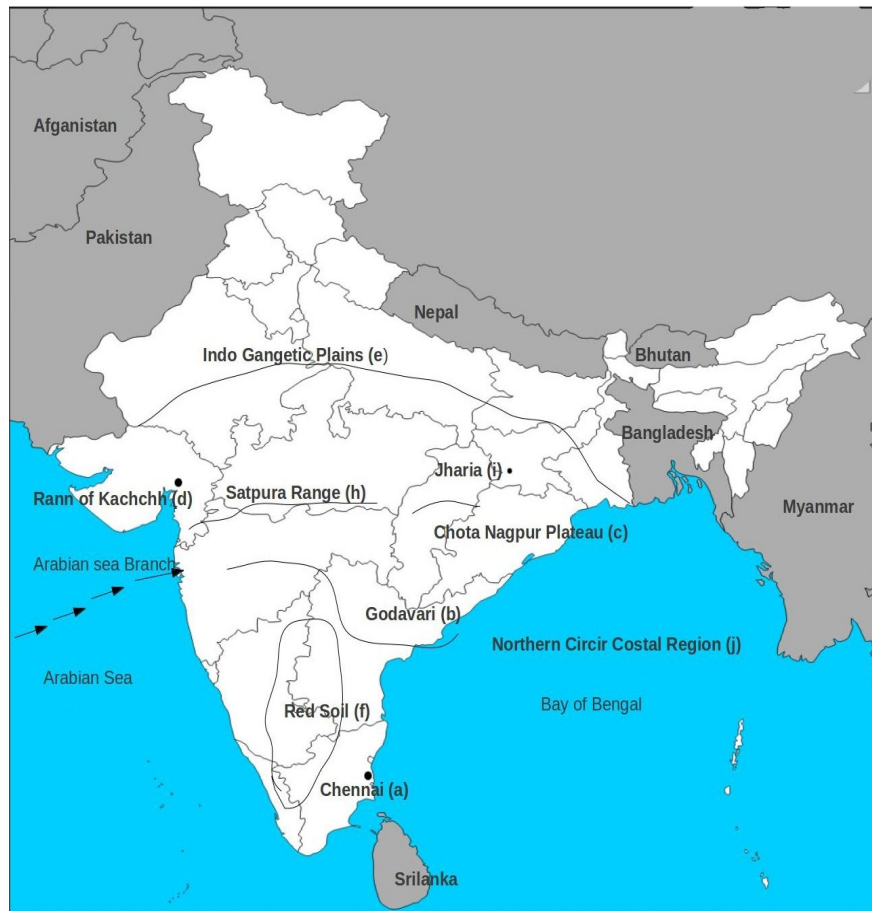 Afganistan
Pakistan
Nepal
Indo Gangetic Plains (e)
Bhutan
Bangladesh
Jharia (i)
Satpura Range (h)
Rann of Kachchh (d)
Myanmar
Chota Nagpur Plateau (c)
Arabian sea Branch
Godavari (b)
Northern Circir Costal Region (j)
Arabian Sea
Bay of Bengal
Red Soil (f)
Chennai (a)
Srilanka